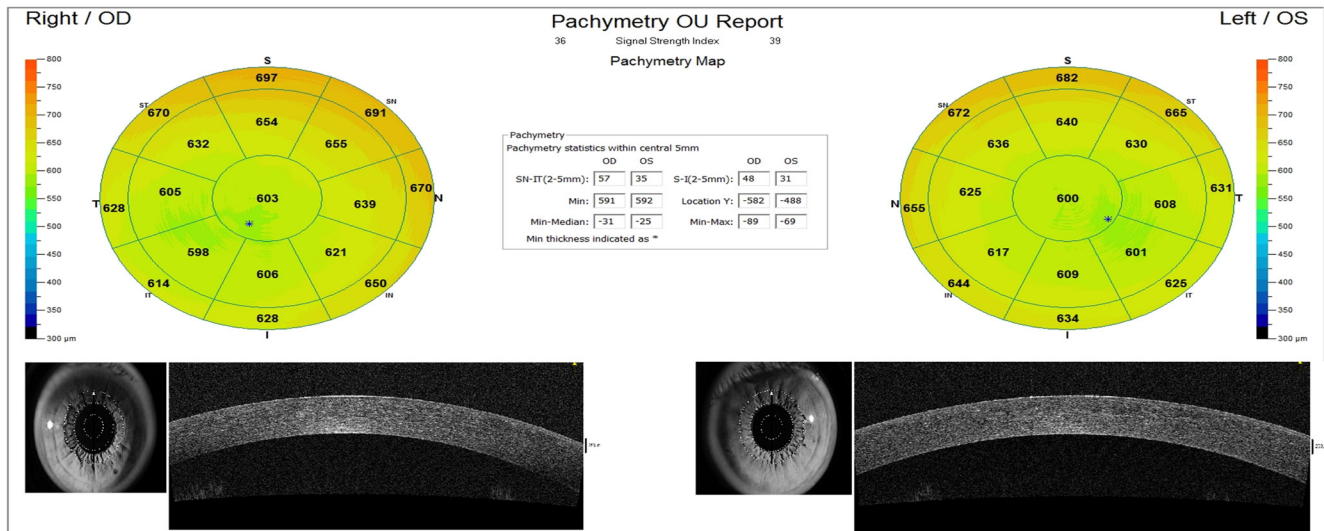 Right / OD
Pachymetry OU Report
Left / OS
36 Signal Strength Index 39
Pachymetry Map
800
750
700
650
600
550
500
450
400
350
300 µm
S
697
ST
670
SN
691
654
632
655
605
603
639
T
628
670
N
598
621
606
614
IT
650
IN
628
I
Pachymetry
Pachymetry statistics within central 5mm
OD OS OD OS
SN-IT(2-5mm): 57 35 S-I(2-5mm): 48 31
Min: 591 592 Location Y: -582 -488
Min-Median: -31 -25 Min-Max: -89 -69
Min thickness indicated as *
S
682
SN
672
ST
665
640
636
630
625
600
608
N
655
631
T
617
601
609
644
IN
625
IT
634
I
800
750
700
650
600
550
500
450
400
350
300 µm